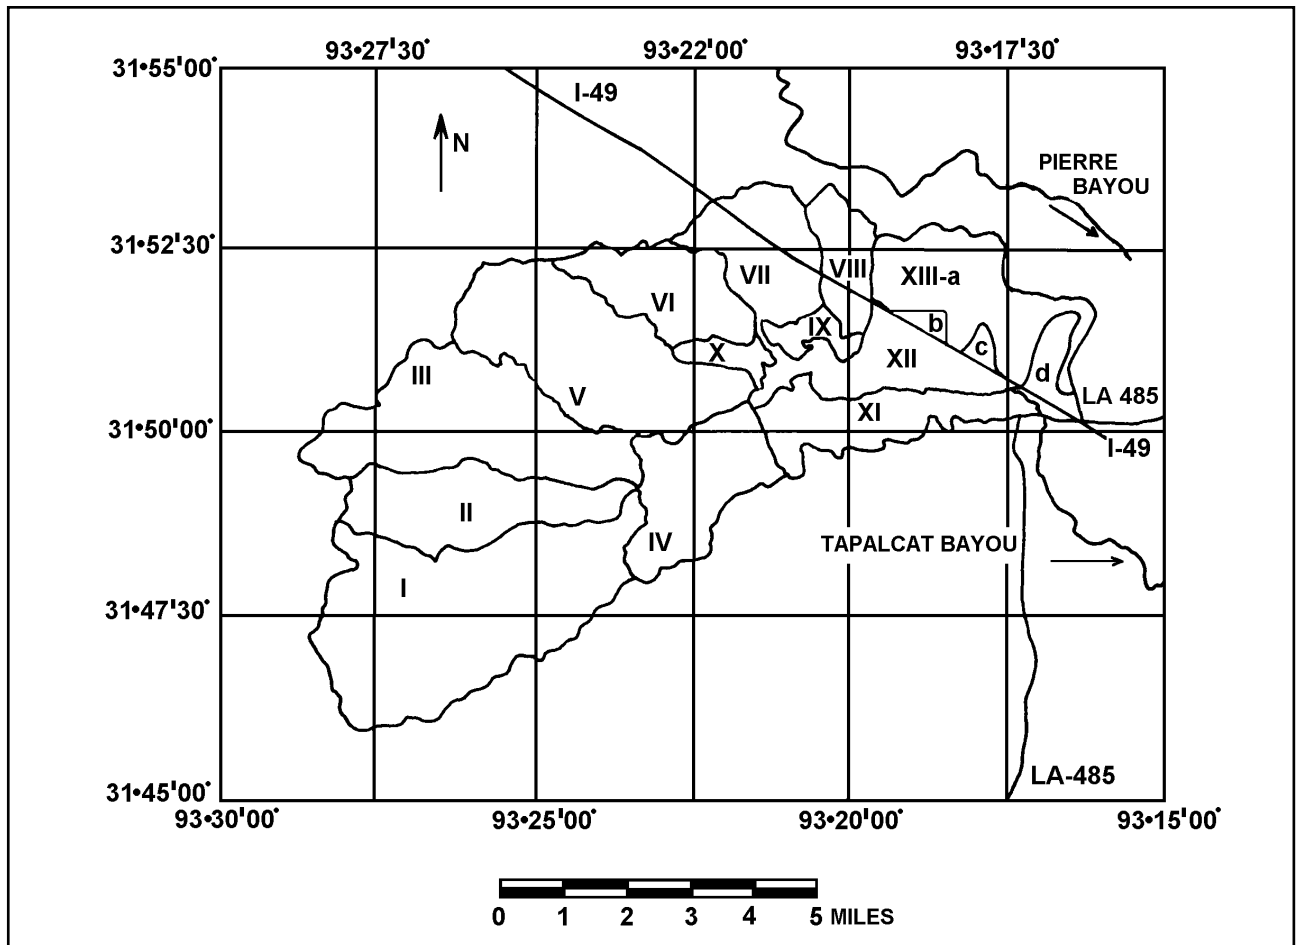 93•27'30" 93•22'00" 93•17'30"
31•55'00"
I-49
N
PIERRE
BAYOU
31•52'30"
VII VIII XIII-a
VI
IX b
X XII c
III d
V XI LA 485
31•50'00"
I-49
II
IV TAPALCAT BAYOU
I
31•47'30"
LA-485
31•45'00"
93•30'00" 93•25'00" 93•20'00" 93•15'00"
0 1 2 3 4 5 MILES